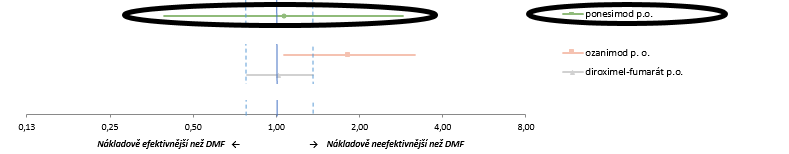 ponesimod p.o.
ozanimod p. o.
diroximel-fumarát p.o.
0,13 0,25 0,50 1,00 2,00 4,00 8,00
Nákladově efektivnější než DMF ← → Nákladově neefektivnější než DMF